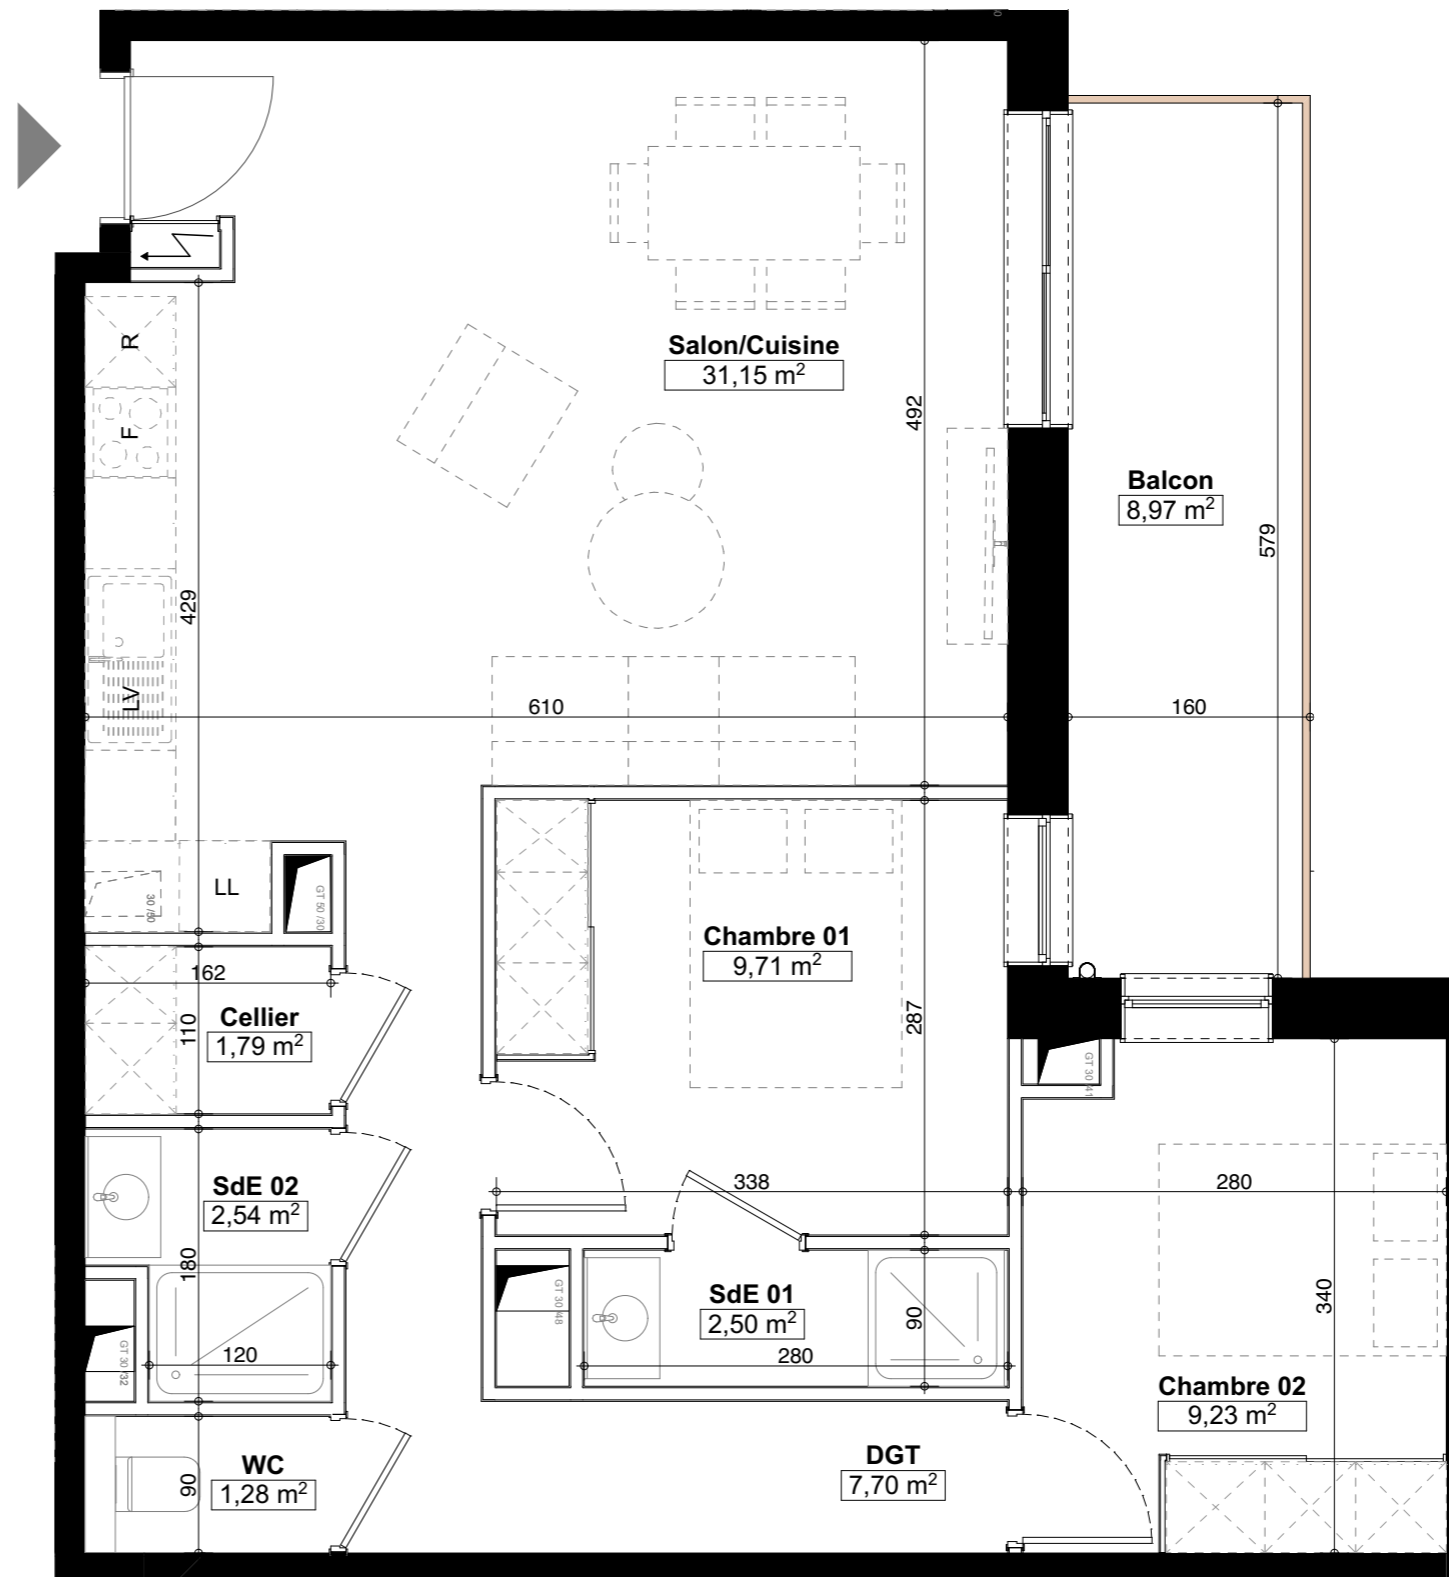 Salon/Cuisine
31,15 m²
R
F
LV
LL
30 /50
GT 50 /30
492
429
610
Balcon
8,97 m²
579
160
Chambre 01
9,71 m²
287
338
162
Cellier
1,79 m²
110
SdE 02
2,54 m²
180
120
GT 30 /32
GT 30 /48
SdE 01
2,50 m²
90
280
GT 30 /41
280
340
Chambre 02
9,23 m²
WC
1,28 m²
90
DGT
7,70 m²